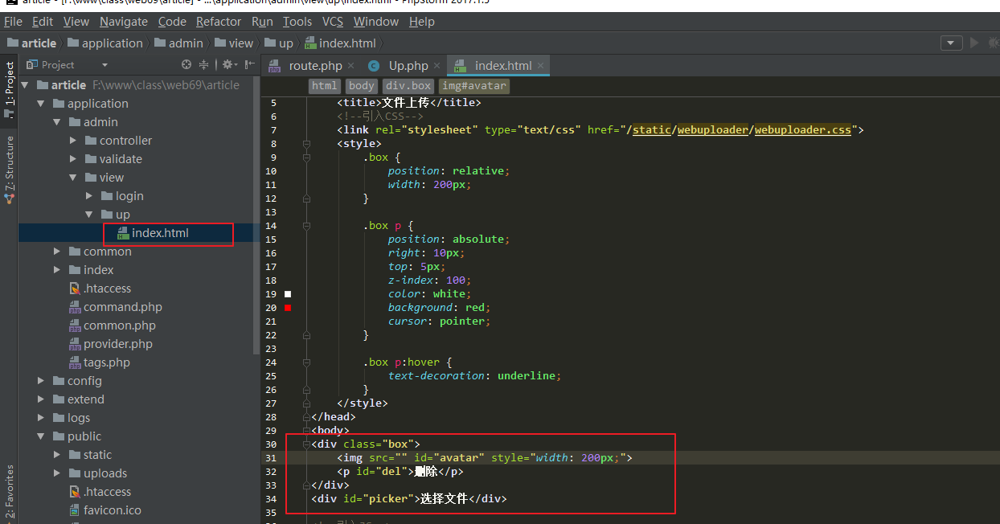 article - [F:\www\class\web69\article] - ...\application\admin\view\up\index.html - PhpStorm 2017.1.5
File Edit View Navigate Code Refactor Run Tools VCS Window Help
article application admin view up index.html
Project
route.php Up.php index.html
html body div.box img#avatar
1: Project
7: Structure
2: Favorites
article F:\www\class\web69\article
application
admin
controller
validate
view
login
up
index.html
common
index
.htaccess
command.php
common.php
provider.php
tags.php
config
extend
logs
public
static
uploads
.htaccess
favicon.ico
5 <title>文件上传</title>
6 <!--引入CSS-->
7 <link rel="stylesheet" type="text/css" href="/static/webuploader/webuploader.css">
8 <style>
9 .box {
10 position: relative;
11 width: 200px;
12 }
13
14 .box p {
15 position: absolute;
16 right: 10px;
17 top: 5px;
18 z-index: 100;
19 color: white;
20 background: red;
21 cursor: pointer;
22 }
23
24 .box p:hover {
25 text-decoration: underline;
26 }
27 </style>
28 </head>
29 <body>
30 <div class="box">
31 <img src="" id="avatar" style="width: 200px;">
32 <p id="del">删除</p>
33 </div>
34 <div id="picker">选择文件</div>
35